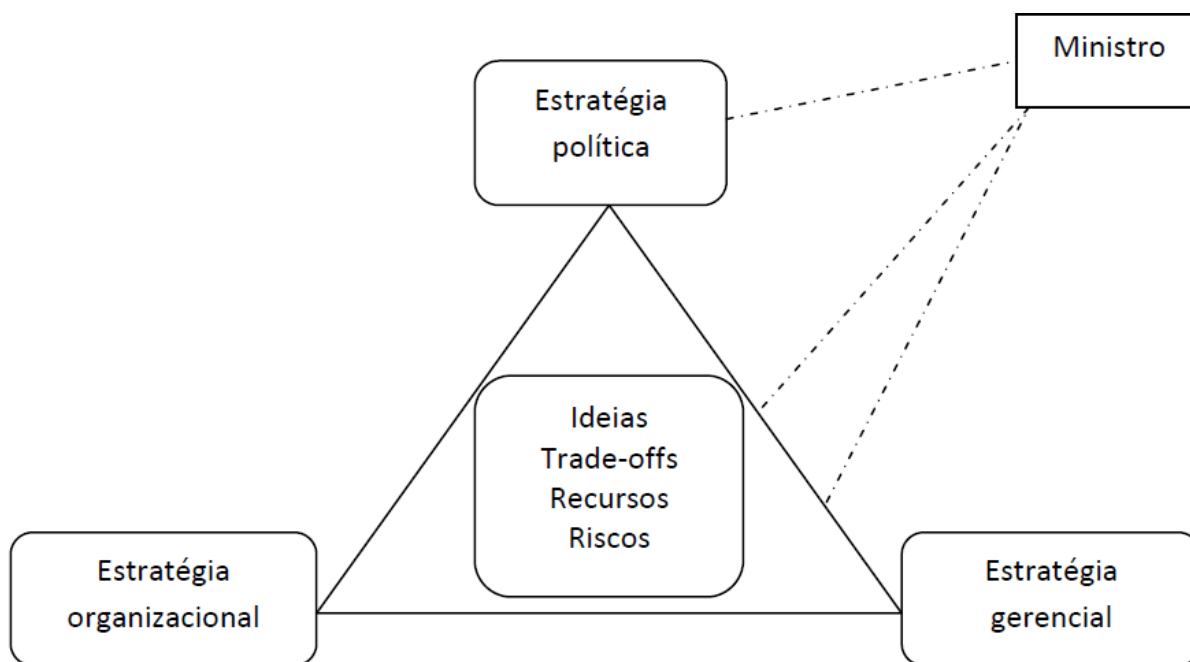 Ministro
Estratégia
política
Ideias
Trade-offs
Recursos
Riscos
Estratégia
organizacional
Estratégia
gerencial